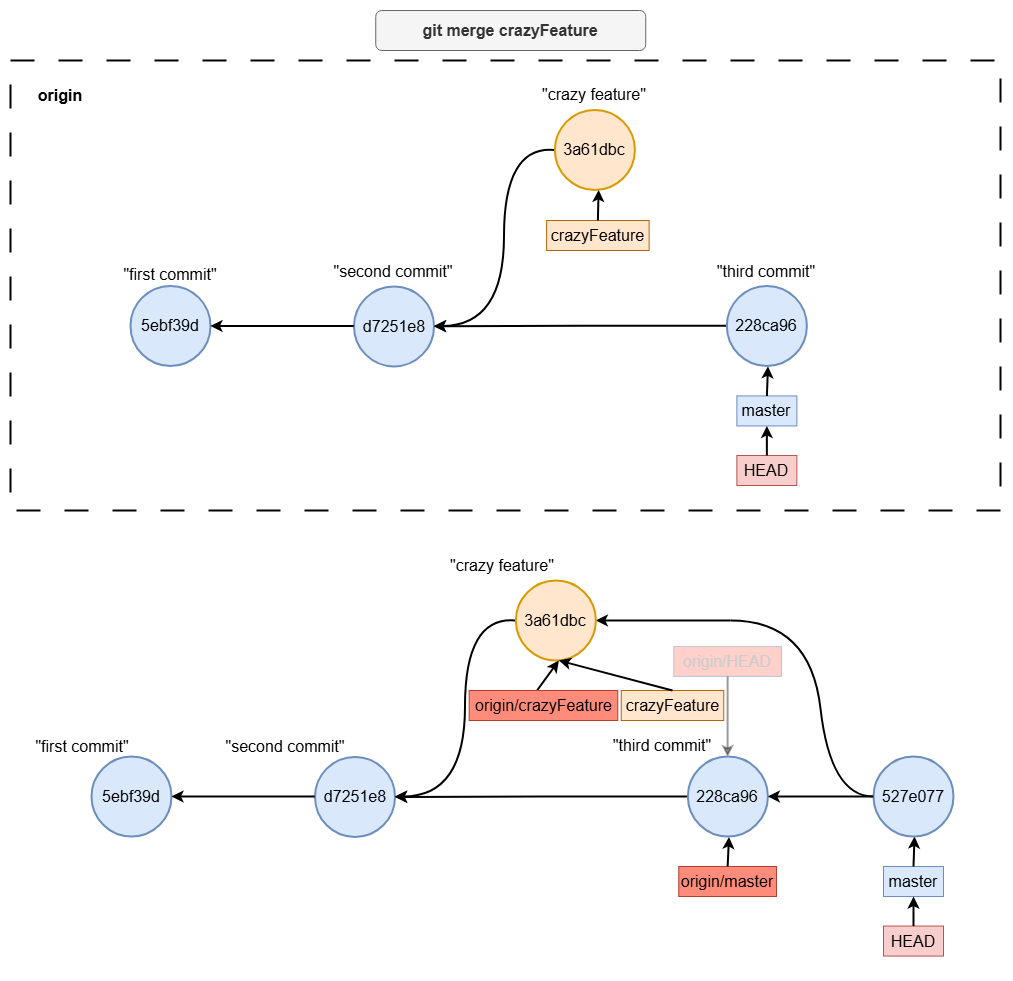 git merge crazyFeature
origin
"crazy feature"
3a61dbc
crazyFeature
"first commit"
"second commit"
"third commit"
5ebf39d
d7251e8
228ca96
master
HEAD
"crazy feature"
3a61dbc
origin/HEAD
origin/crazyFeature
crazyFeature
"first commit"
"second commit"
"third commit"
5ebf39d
d7251e8
228ca96
527e077
origin/master
master
HEAD